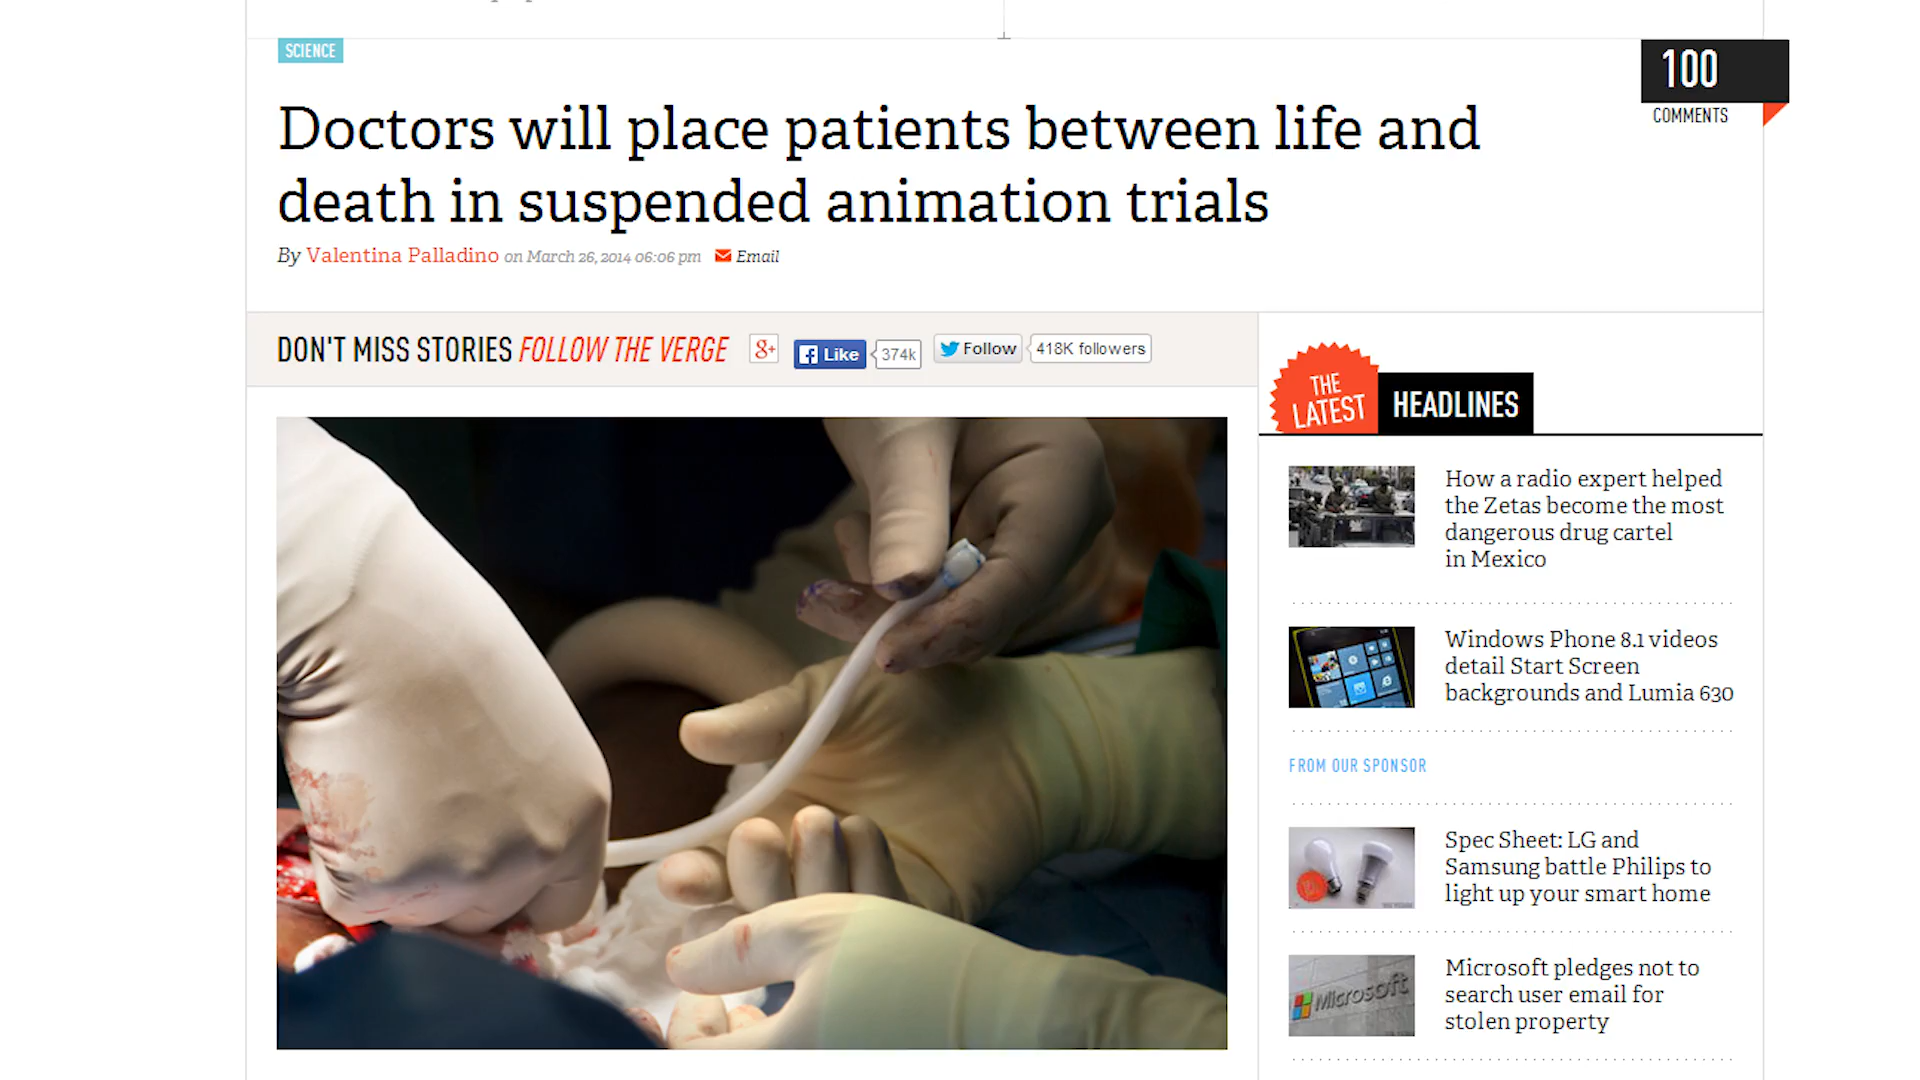 SCIENCE
100
COMMENTS
Doctors will place patients between life and
death in suspended animation trials
By Valentina Palladino on March 26, 2014 06:06 pm Email
DON'T MISS STORIES FOLLOW THE VERGE 8+ Like 374k Follow 418K followers
THE
LATEST
HEADLINES
How a radio expert helped
the Zetas become the most
dangerous drug cartel
in Mexico
Windows Phone 8.1 videos
detail Start Screen
backgrounds and Lumia 630
FROM OUR SPONSOR
Spec Sheet: LG and
Samsung battle Philips to
light up your smart home
Microsoft
Microsoft pledges not to
search user email for
stolen property